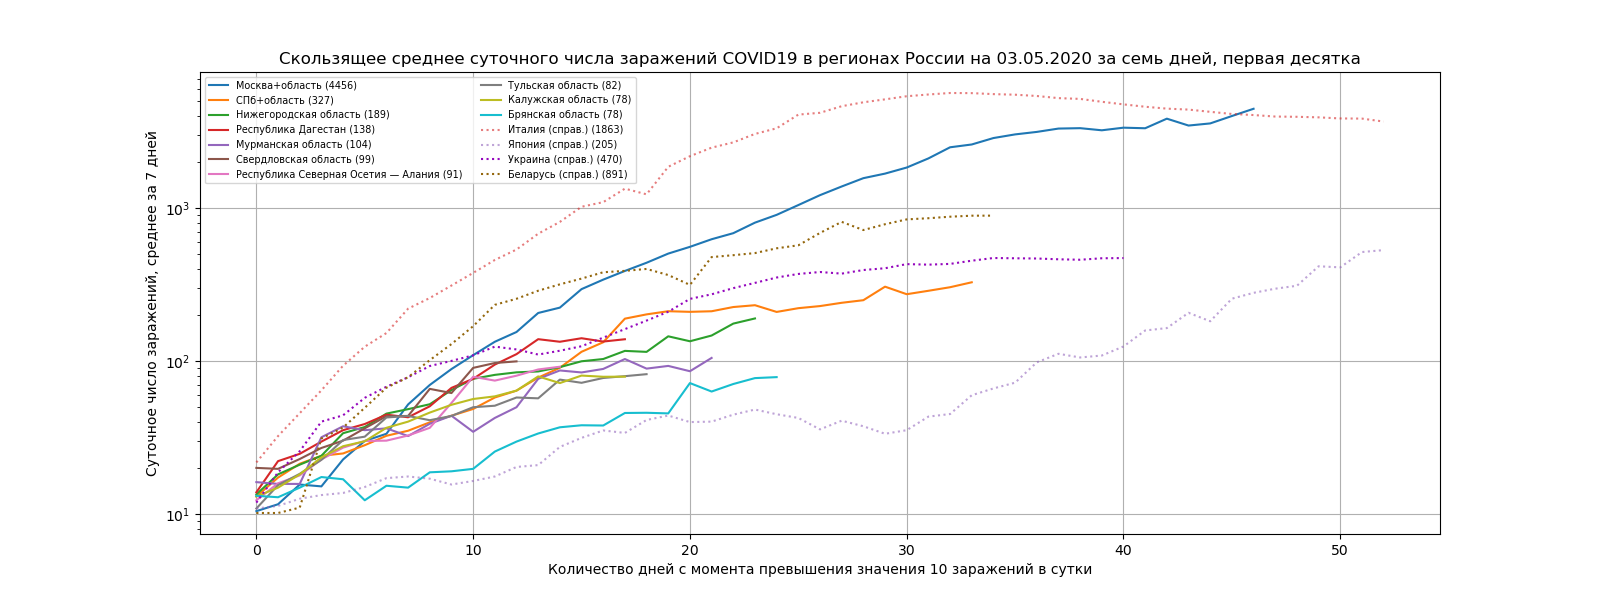 Скользящее среднее суточного числа заражений COVID19 в регионах России на 03.05.2020 за семь дней, первая десятка
Суточное число заражений, среднее за 7 дней
10³
10²
10¹
Москва+область (4456)
СПб+область (327)
Нижегородская область (189)
Республика Дагестан (138)
Мурманская область (104)
Свердловская область (99)
Республика Северная Осетия — Алания (91)
Тульская область (82)
Калужская область (78)
Брянская область (78)
Италия (справ.) (1863)
Япония (справ.) (205)
Украина (справ.) (470)
Беларусь (справ.) (891)
0 10 20 30 40 50
Количество дней с момента превышения значения 10 заражений в сутки